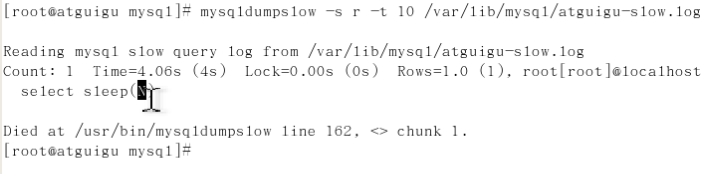 [root@atguigu mysql]# mysqldumpslow -s r -t 10 /var/lib/mysql/atguigu-slow.log
Reading mysql slow query log from /var/lib/mysql/atguigu-slow.log
Count: 1 Time=4.06s (4s) Lock=0.00s (0s) Rows=1.0 (1), root[root]@localhost
select sleep(N)
Died at /usr/bin/mysqldumpslow line 162, <> chunk 1.
[root@atguigu mysql]#